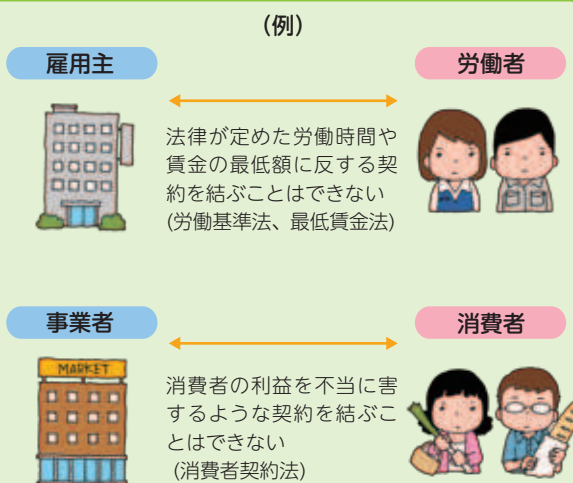 (例)
雇用主
労働者
法律が定めた労働時間や
賃金の最低額に反する契
約を結ぶことはできない
(労働基準法、最低賃金法)
事業者
消費者
MARKET
消費者の利益を不当に害
するような契約を結ぶこ
とはできない
(消費者契約法)